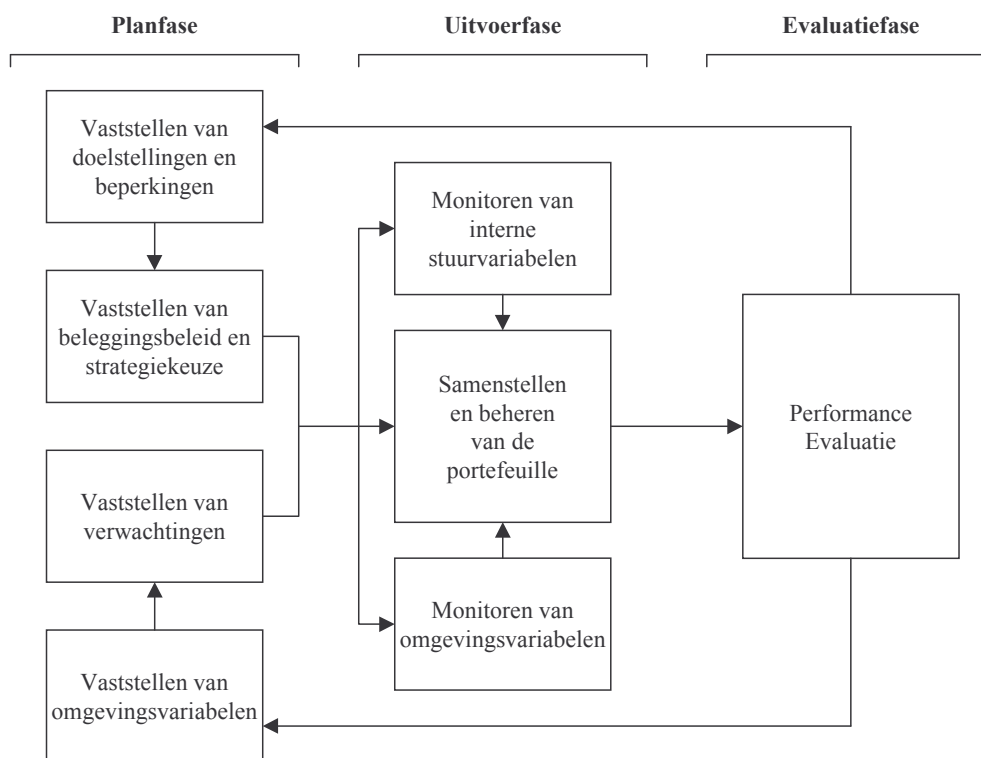 Planfase
Uitvoerfase
Evaluatiefase
Vaststellen van
doelstellingen en
beperkingen
Vaststellen van
beleggingsbeleid en
strategiekeuze
Vaststellen van
verwachtingen
Vaststellen van
omgevingsvariabelen
Monitoren van
interne
stuurvariabelen
Samenstellen
en beheren
van de
portefeuille
Monitoren van
omgevingsvariabelen
Performance
Evaluatie